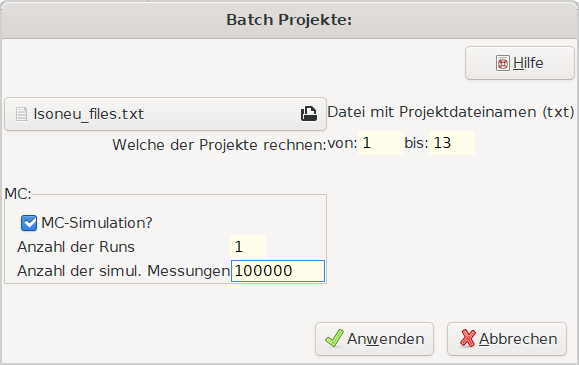 Batch Projekte:
Hilfe
Isoneu_files.txt
Datei mit Projektdateinamen (txt)
Welche der Projekte rechnen: von: 1 bis: 13
MC:
MC-Simulation?
Anzahl der Runs 1
Anzahl der simul. Messungen 100000
Anwenden
Abbrechen